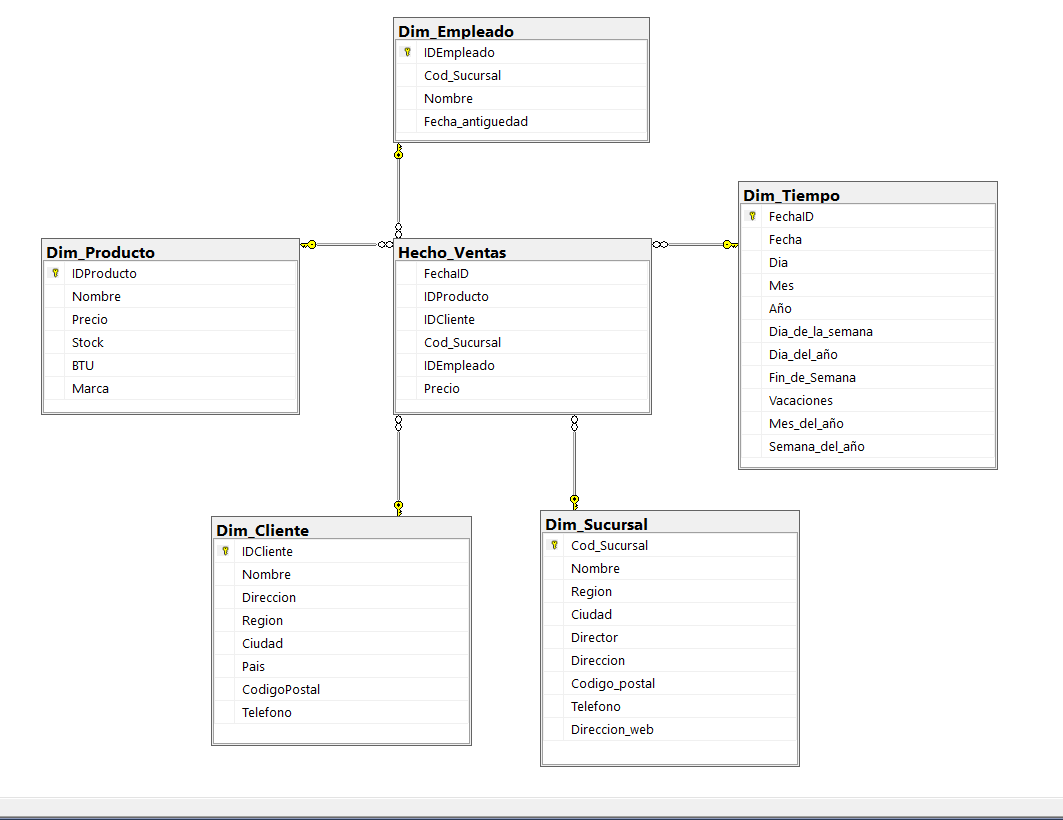 Dim_Empleado
IDEmpleado
Cod_Sucursal
Nombre
Fecha_antiguedad
Dim_Tiempo
FechaID
Fecha
Dia
Mes
Año
Dia_de_la_semana
Dia_del_año
Fin_de_Semana
Vacaciones
Mes_del_año
Semana_del_año
Dim_Producto
IDProducto
Nombre
Precio
Stock
BTU
Marca
Hecho_Ventas
FechaID
IDProducto
IDCliente
Cod_Sucursal
IDEmpleado
Precio
Dim_Cliente
IDCliente
Nombre
Direccion
Region
Ciudad
Pais
CodigoPostal
Telefono
Dim_Sucursal
Cod_Sucursal
Nombre
Region
Ciudad
Director
Direccion
Codigo_postal
Telefono
Direccion_web